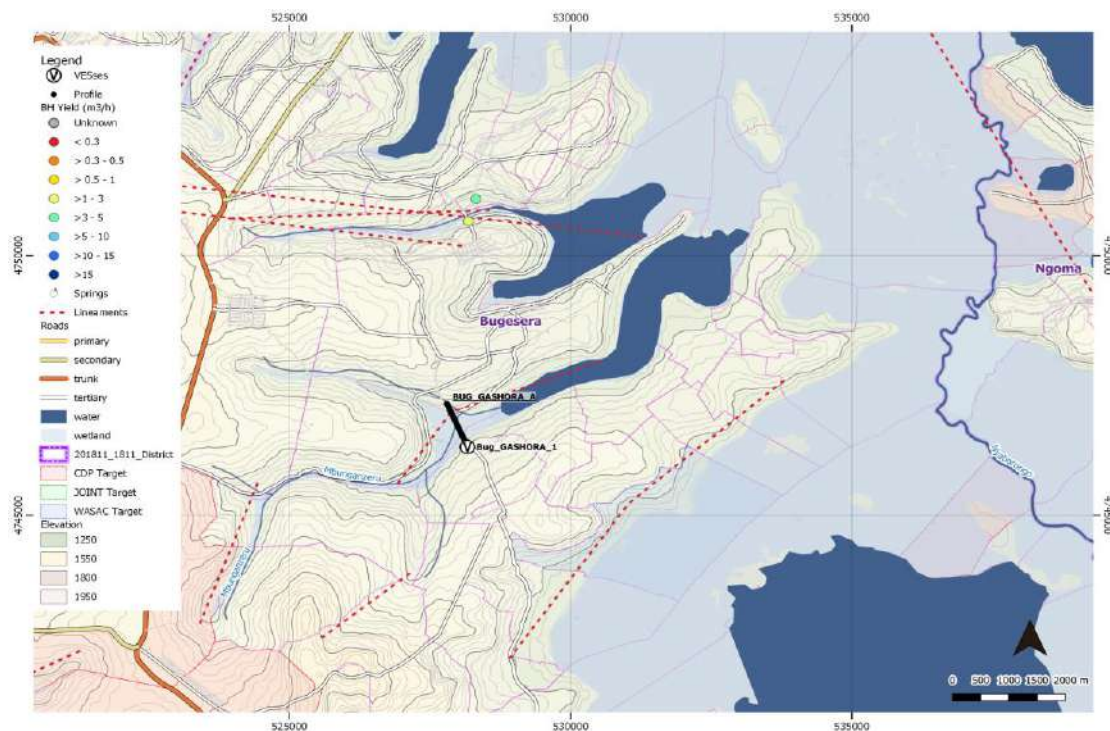 525000
530000
535000
Legend
VESses
Profile
BH Yield (m3/h)
Unknown
< 0.3
> 0.3 - 0.5
> 0.5 - 1
>1 - 3
>3 - 5
>5 - 10
>10 - 15
>15
Springs
Lineaments
Roads
primary
secondary
trunk
tertiary
water
wetland
201811_1811_District
CDP Target
JOINT Target
WASAC Target
Elevation
1250
1550
1800
1950
4750000
4750000
Ngoma
Bugesera
BUG_GASHORA_A
Bug_GASHORA_1
4745000
4745000
0 500 1000 1500 2000 m
525000
530000
535000